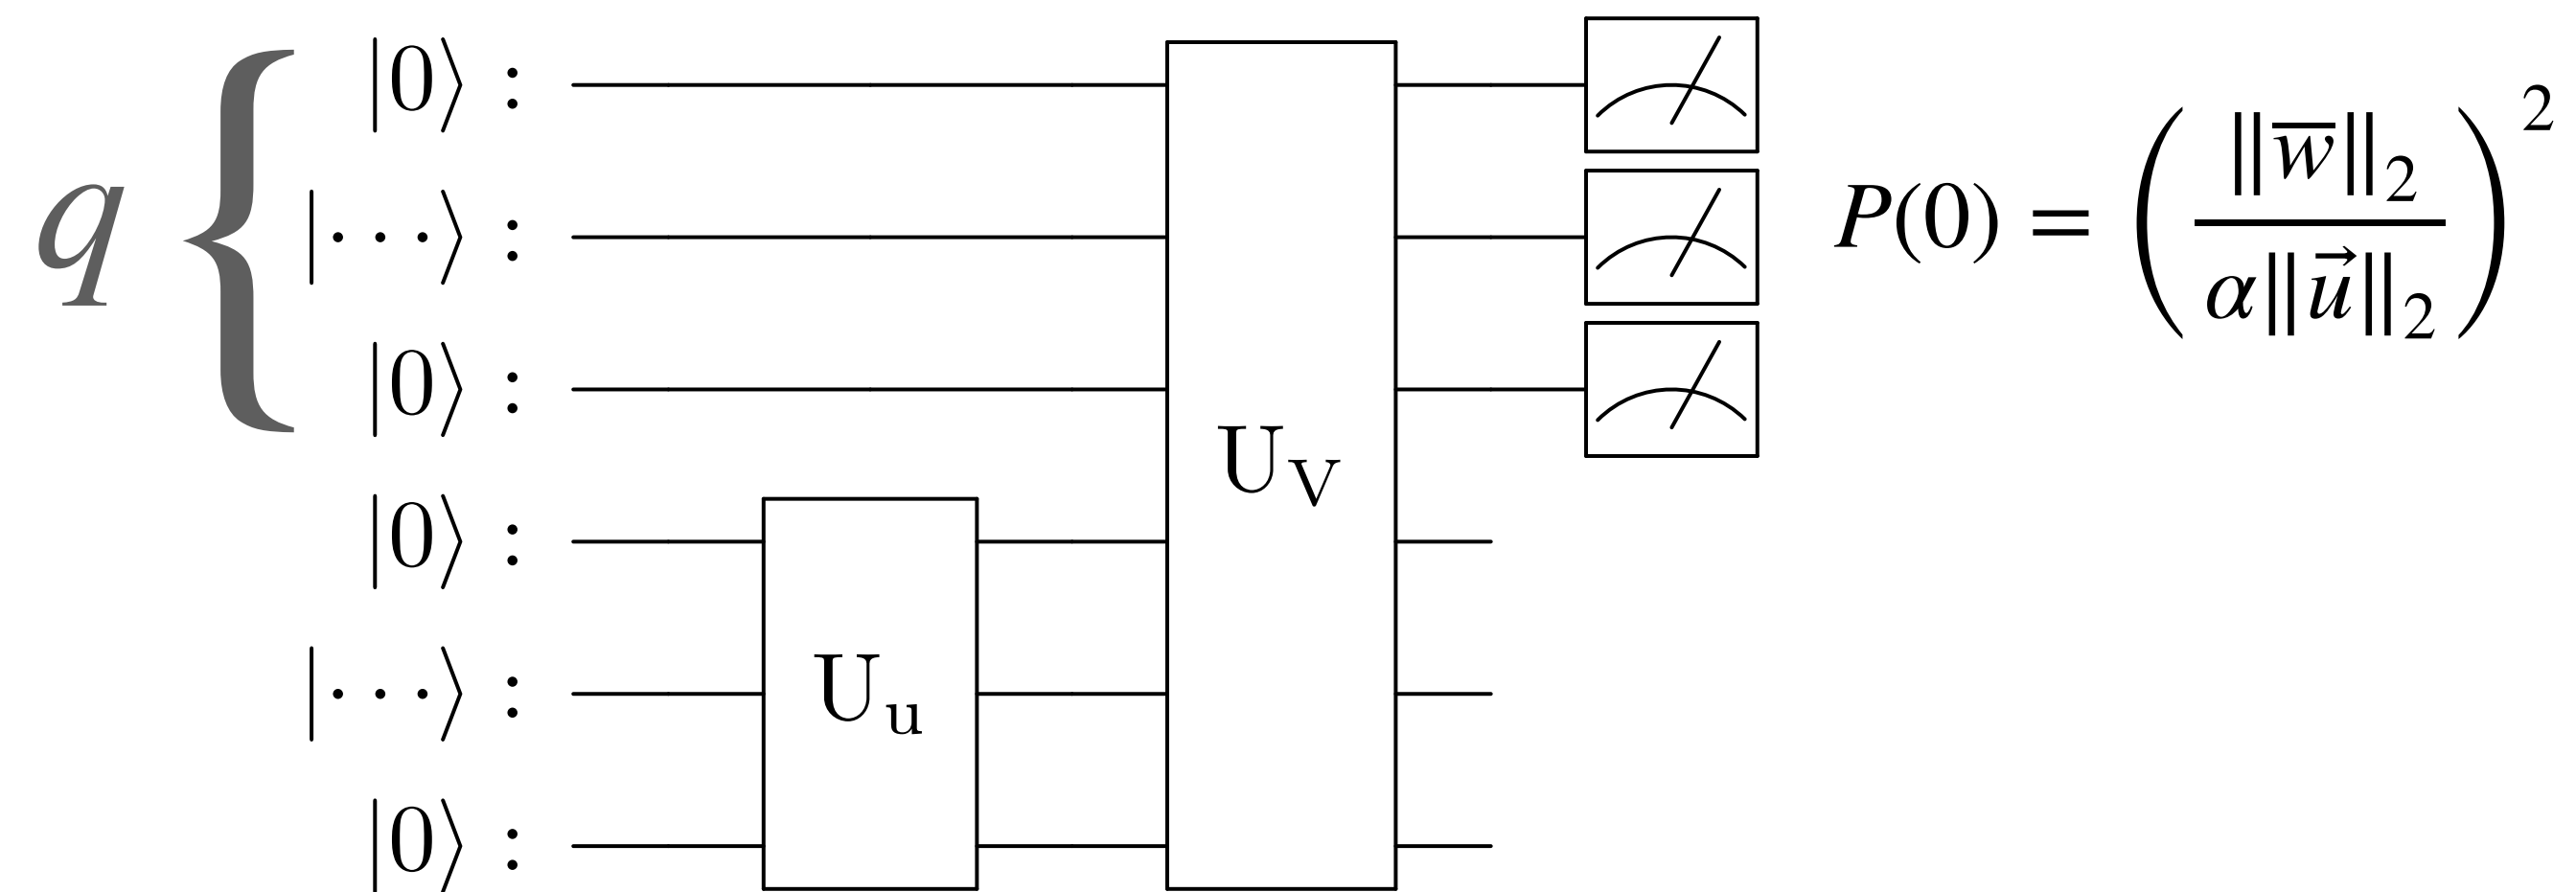 |0⟩ :
q { |· · ·⟩ :
|0⟩ :
|0⟩ :
|· · ·⟩ :
|0⟩ :
U_u
U_V
P(0) = (‖w̅‖₂ / α‖u⃗‖₂)²